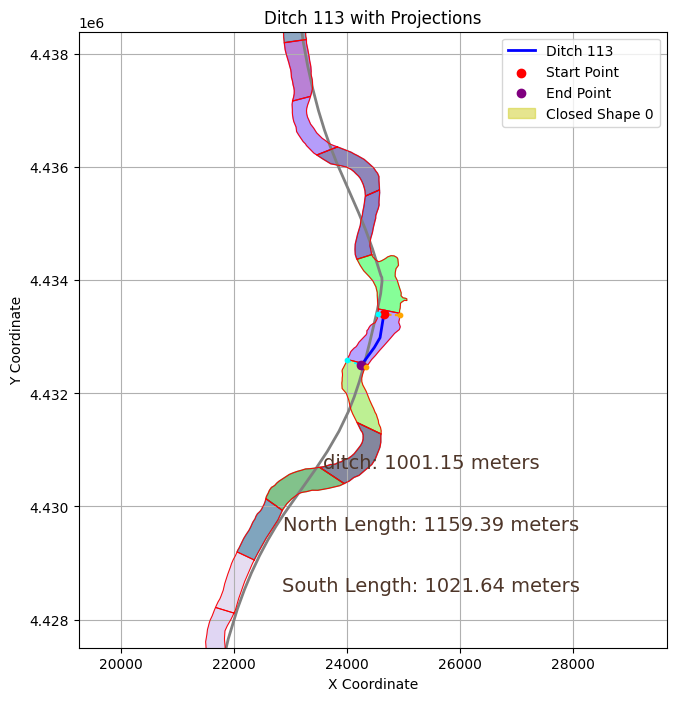 Ditch 113 with Projections
1e6
Ditch 113
Start Point
End Point
Closed Shape 0
4.438
4.436
4.434
4.432
4.430
4.428
Y Coordinate
ditch: 1001.15 meters
North Length: 1159.39 meters
South Length: 1021.64 meters
20000 22000 24000 26000 28000
X Coordinate